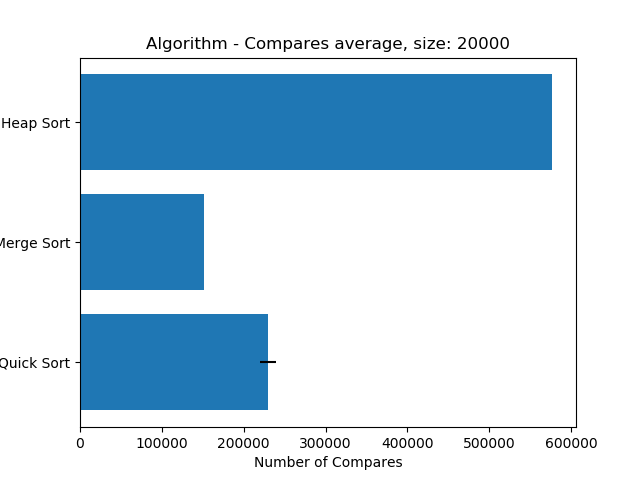 Algorithm - Compares average, size: 20000
Heap Sort
Merge Sort
Quick Sort
0 100000 200000 300000 400000 500000 600000
Number of Compares